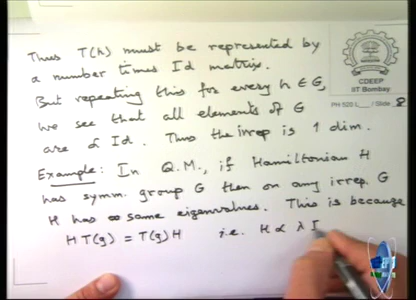 Thus T(h) must be represented by
a number times Id matrix.
But repeating this for every h ∈ G,
we see that all elements of G
are ∝ Id. Thus the irrep is 1 dim.
Example: In Q.M., if Hamiltonian H
has symm. group G then on any irrep. G
H has same eigenvalues. This is because
H T(g) = T(g) H i.e. H ∝ λ I
CDEEP
IIT Bombay
PH 520 L___ / Slide 8